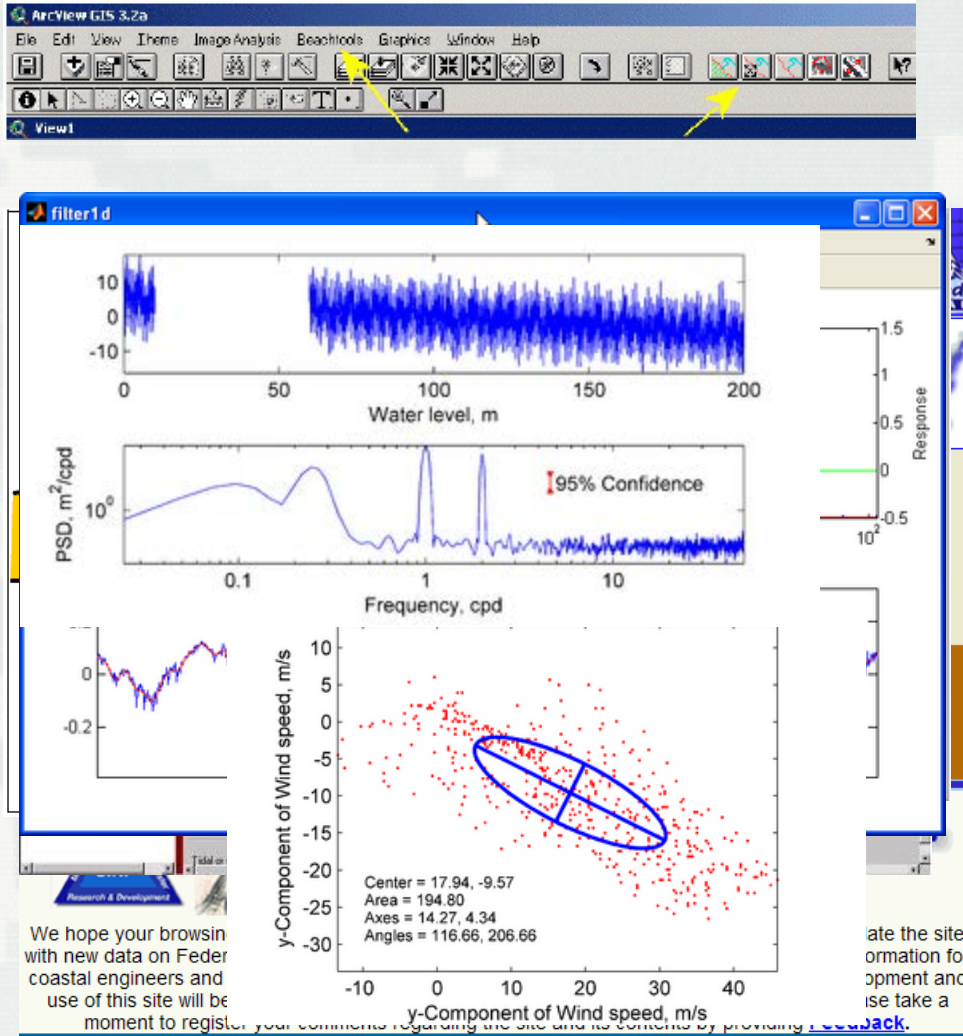 ArcView GIS 3.2a
File Edit View Theme Image Analysis Beachtools Graphics Window Help
View1
filter1d
10
0
-10
0 50 100 150 200
Water level, m
PSD, m²/cpd
10⁰
95% Confidence
0.1 1 10
Frequency, cpd
1.5
1
0.5
0
-0.5
10²
Response
0
-0.2
y-Component of Wind speed, m/s
10
5
0
-5
-10
-15
-20
-25
-30
Center = 17.94, -9.57
Area = 194.80
Axes = 14.27, 4.34
Angles = 116.66, 206.66
-10 0 10 20 30 40
y-Component of Wind speed, m/s
Tidal or
Research & Development
We hope your browsin
late the site
with new data on Feder
ormation fo
coastal engineers and
opment and
use of this site will be
se take a
moment to register your comments regarding the site and its contents by providing Feedback.